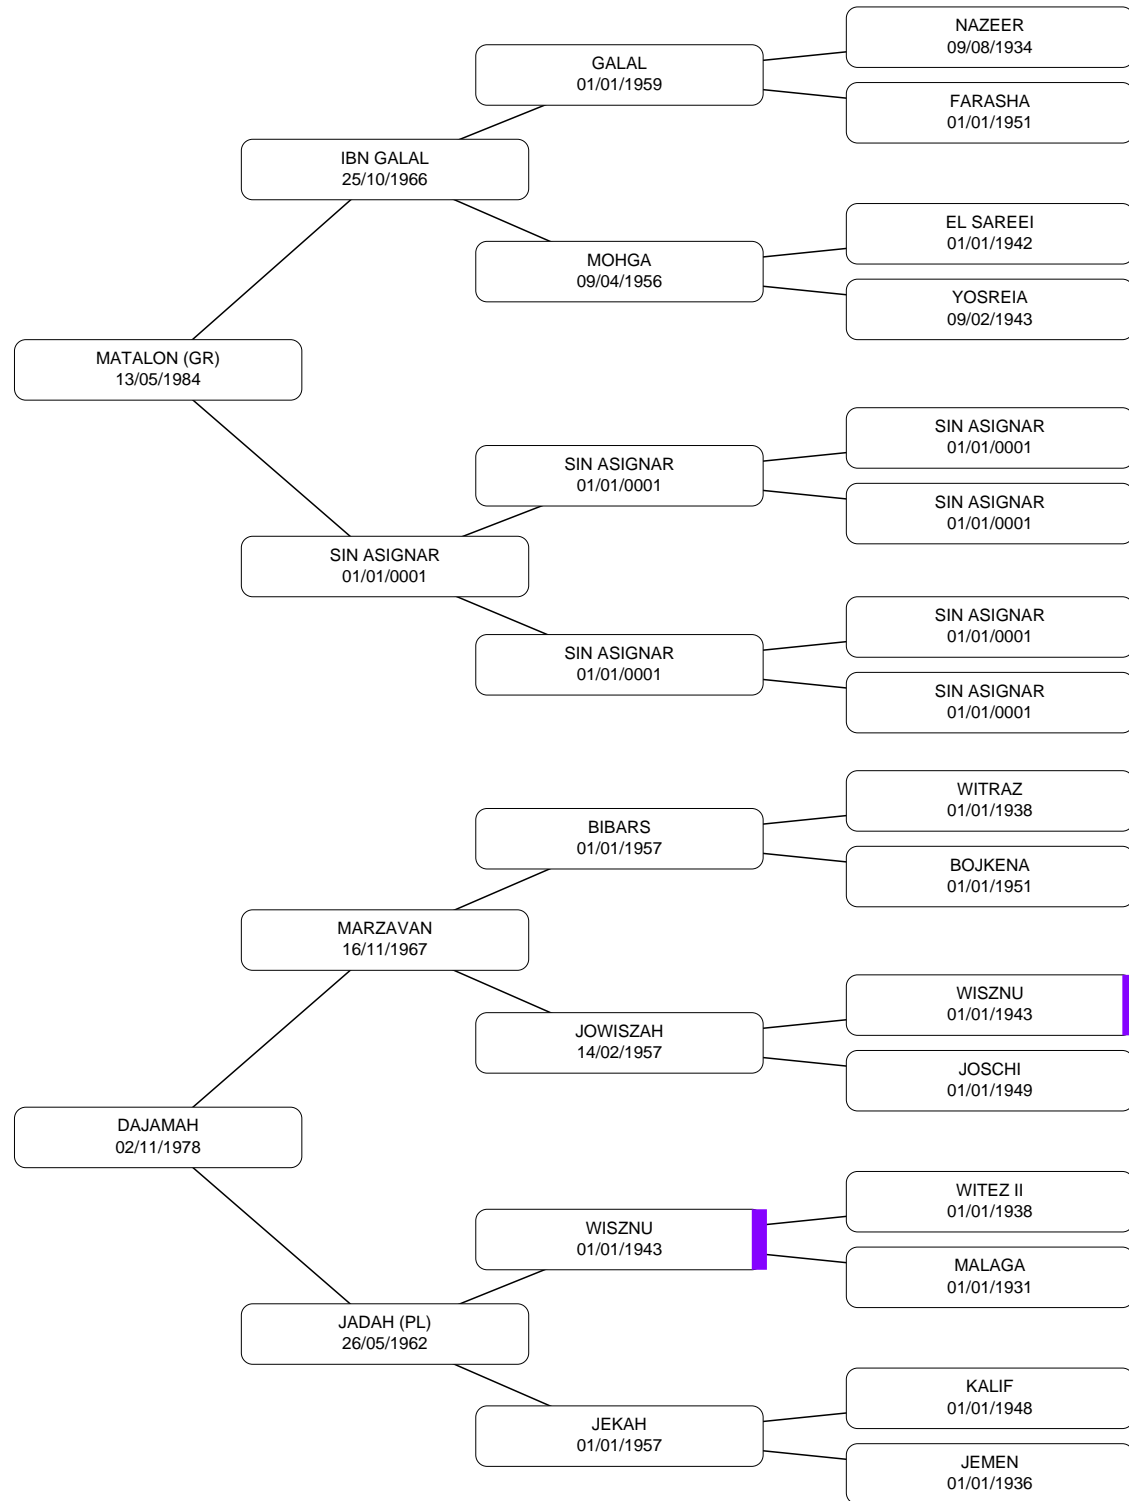 NAZEER
09/08/1934
GALAL
01/01/1959
FARASHA
01/01/1951
IBN GALAL
25/10/1966
EL SAREEI
01/01/1942
MOHGA
09/04/1956
YOSREIA
09/02/1943
MATALON (GR)
13/05/1984
SIN ASIGNAR
01/01/0001
SIN ASIGNAR
01/01/0001
SIN ASIGNAR
01/01/0001
SIN ASIGNAR
01/01/0001
SIN ASIGNAR
01/01/0001
SIN ASIGNAR
01/01/0001
SIN ASIGNAR
01/01/0001
WITRAZ
01/01/1938
BIBARS
01/01/1957
BOJKENA
01/01/1951
MARZAVAN
16/11/1967
WISZNU
01/01/1943
JOWISZAH
14/02/1957
JOSCHI
01/01/1949
DAJAMAH
02/11/1978
WITEZ II
01/01/1938
WISZNU
01/01/1943
MALAGA
01/01/1931
JADAH (PL)
26/05/1962
KALIF
01/01/1948
JEKAH
01/01/1957
JEMEN
01/01/1936